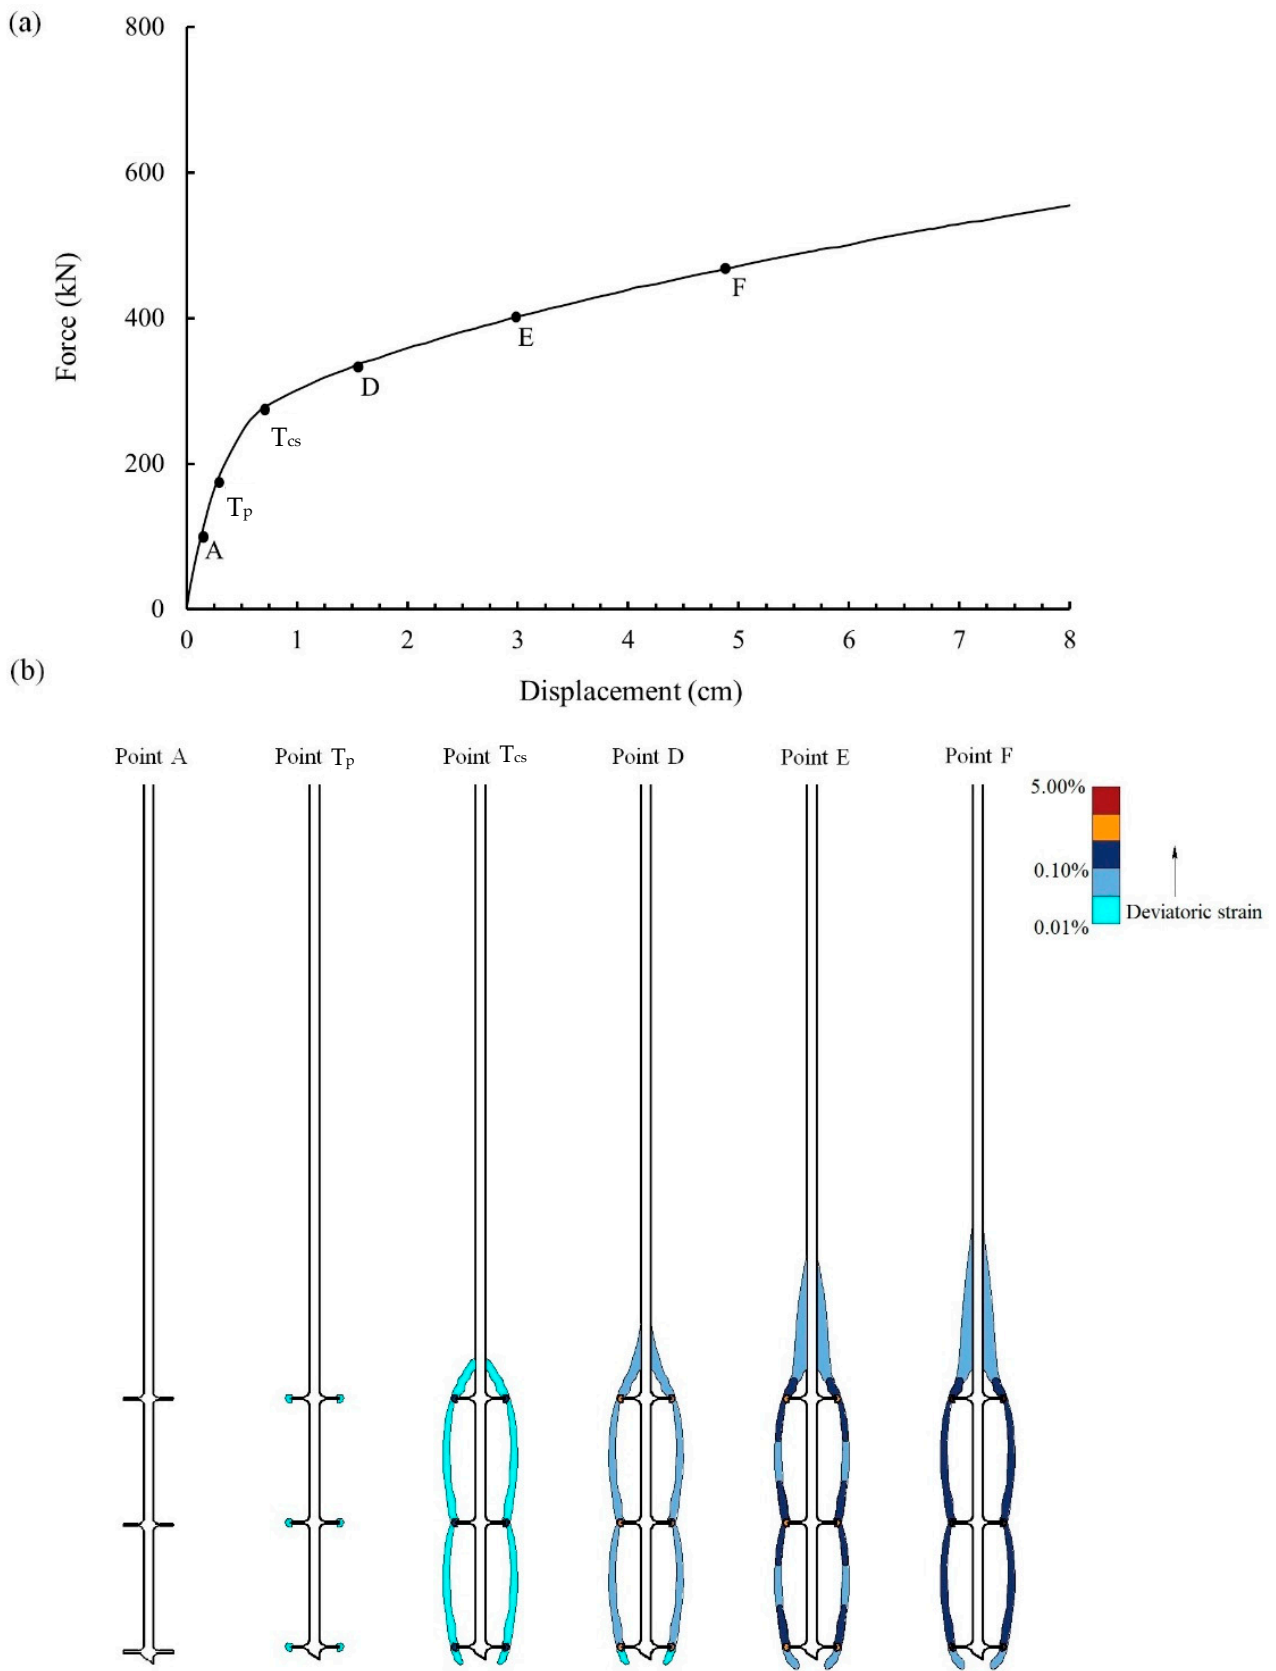 (a)
800
600
400
200
0
Force (kN)
A
Tp
Tcs
D
E
F
0 1 2 3 4 5 6 7 8
Displacement (cm)
(b)
Point A Point Tp Point Tcs Point D Point E Point F
5.00%
0.10%
0.01%
Deviatoric strain